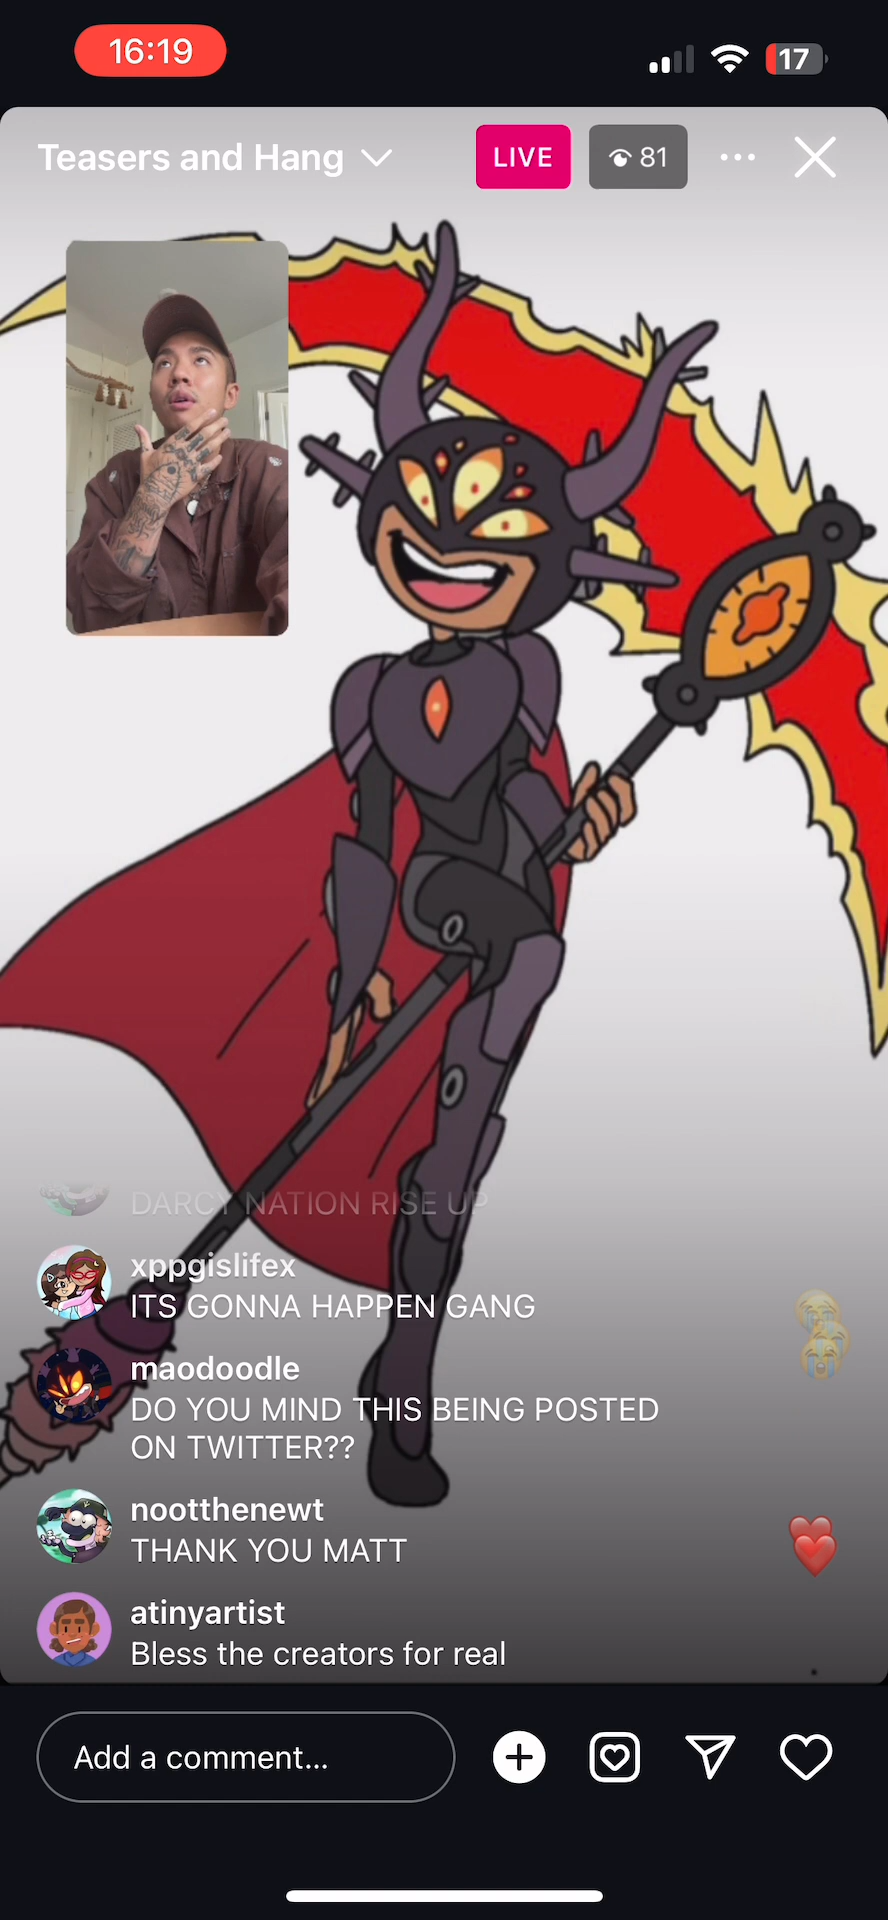 16:19
17
Teasers and Hang
LIVE
81
DARCY NATION RISE UP
xppgislifex
ITS GONNA HAPPEN GANG
maodoodle
DO YOU MIND THIS BEING POSTED
ON TWITTER??
nootthenewt
THANK YOU MATT
atinyartist
Bless the creators for real
Add a comment...